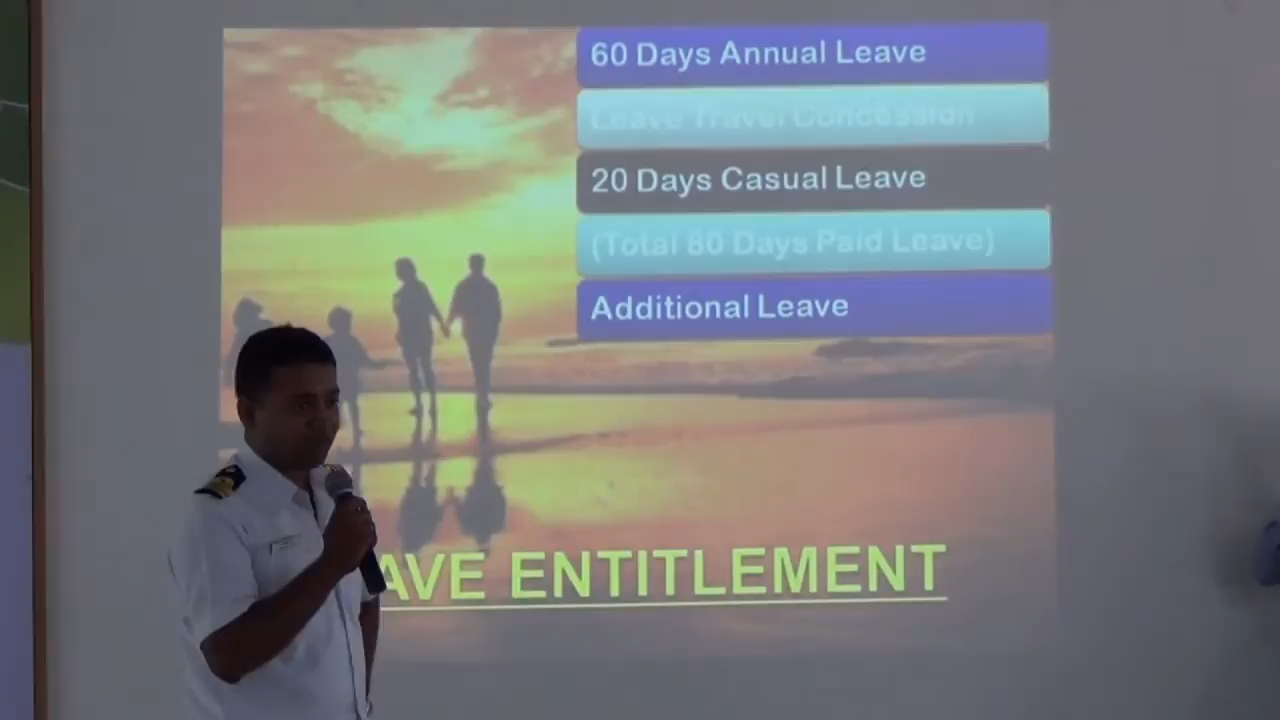 60 Days Annual Leave
Leave Travel Concession
20 Days Casual Leave
(Total 80 Days Paid Leave)
Additional Leave
AVE ENTITLEMENT